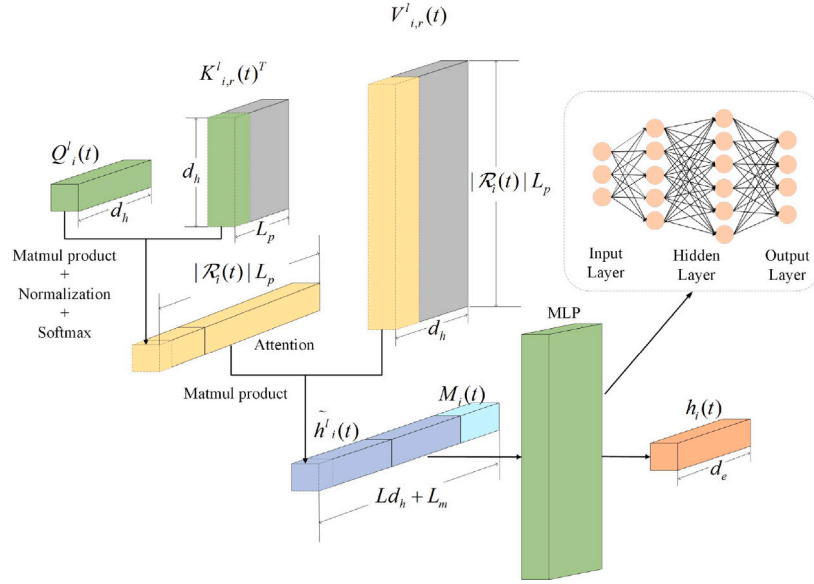 V^l_{i,r}(t)
K^l_{i,r}(t)^T
Q^l_i(t)
d_h
d_h
L_p
|ℛ_i(t)| L_p
Matmul product
+
Normalization
+
Softmax
|ℛ_i(t)| L_p
Attention
d_h
Input
Layer
Hidden
Layer
Output
Layer
MLP
Matmul product
M_i(t)
h̃^l_i(t)
Ld_h + L_m
h_i(t)
d_e